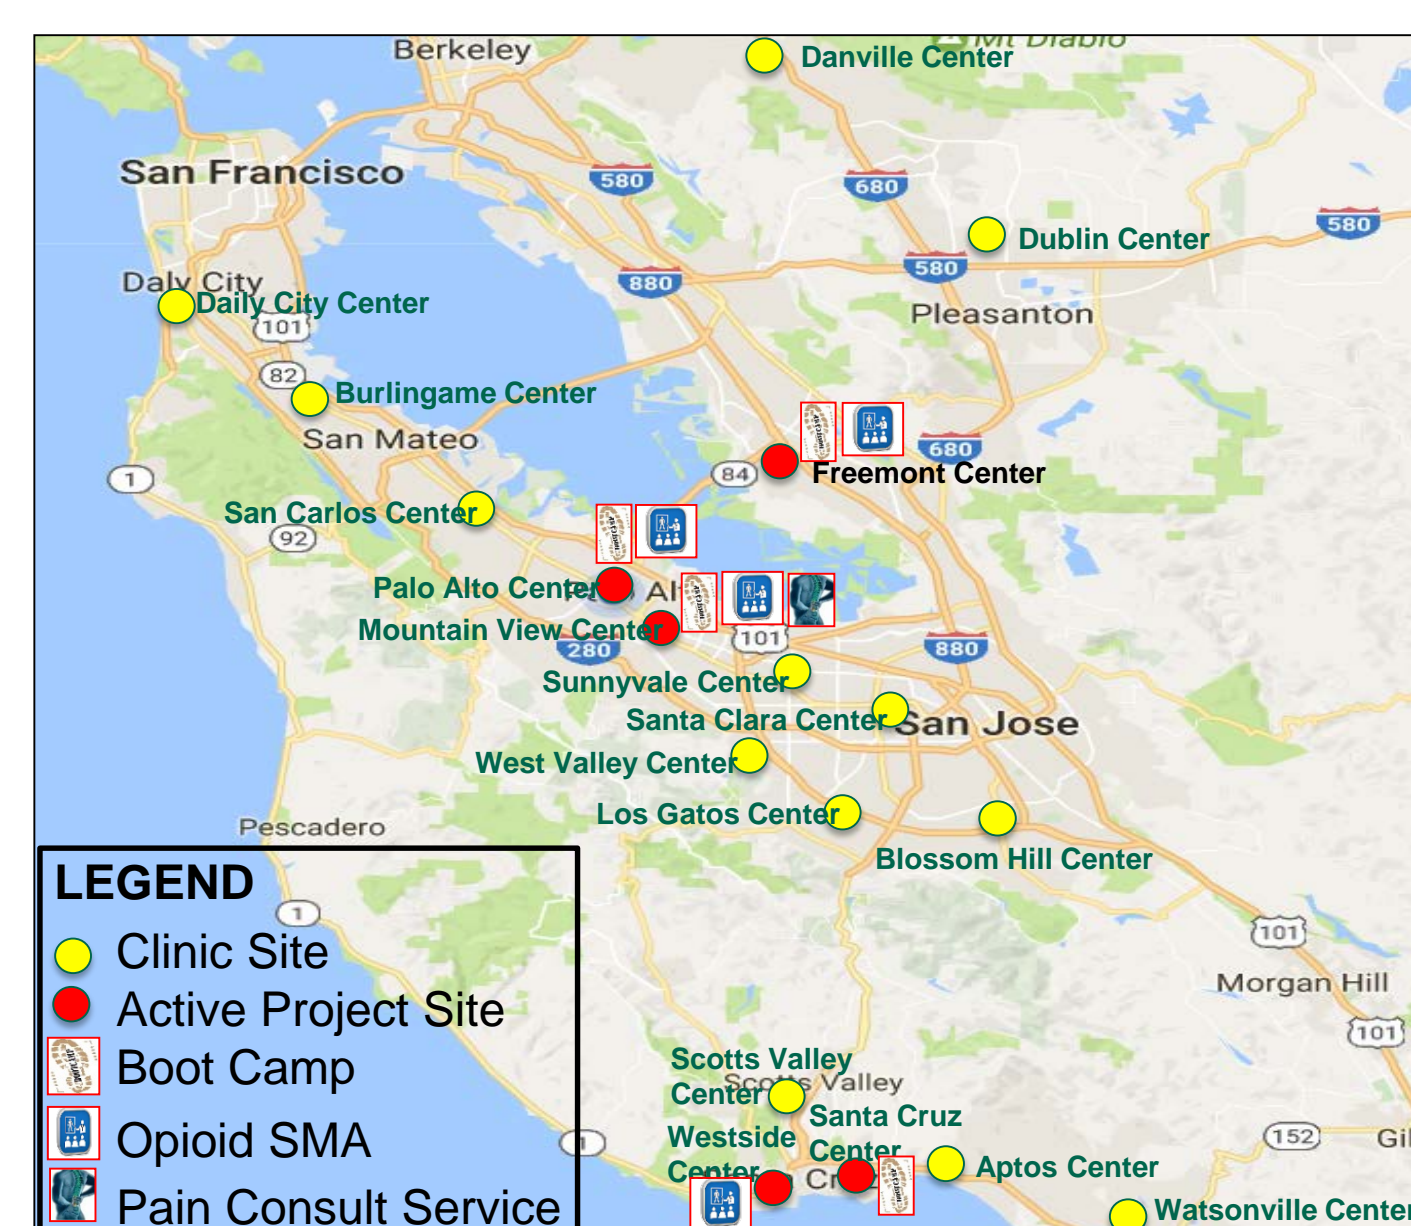 Berkeley
Mt Diablo
Danville Center
San Francisco
580
680
Dublin Center
580
580
Daly City
Daily City Center
880
101
Pleasanton
82
Burlingame Center
San Mateo
680
1
84
Freemont Center
San Carlos Center
92
Palo Alto Center
Mountain View Center
101
280
880
Sunnyvale Center
Santa Clara Center
San Jose
West Valley Center
Los Gatos Center
Pescadero
Blossom Hill Center
LEGEND
1
101
Clinic Site
Morgan Hill
Active Project Site
101
Boot Camp
Scotts Valley
Center
Scotts Valley
Santa Cruz
Center
Westside
Center
Opioid SMA
1
152
Gil
Aptos Center
Pain Consult Service
Watsonville Center